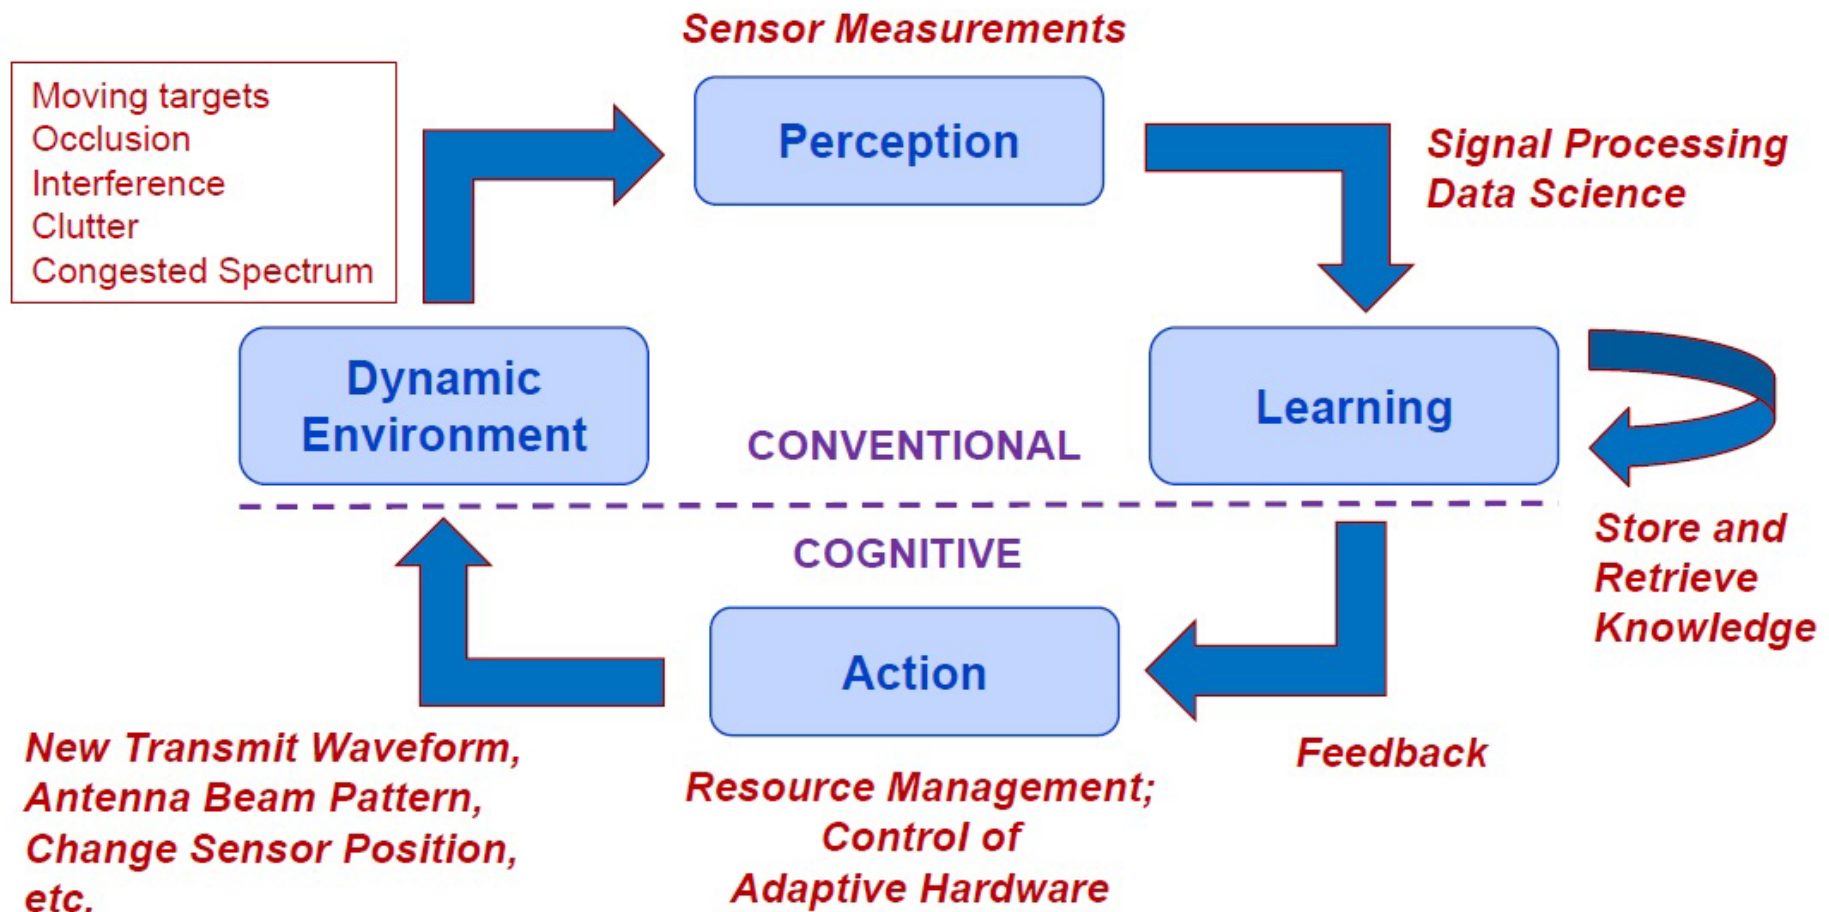 Sensor Measurements
Moving targets
Occlusion
Interference
Clutter
Congested Spectrum
Perception
Signal Processing
Data Science
Dynamic
Environment
Learning
CONVENTIONAL
COGNITIVE
Store and
Retrieve
Knowledge
Action
Feedback
New Transmit Waveform,
Antenna Beam Pattern,
Change Sensor Position,
etc.
Resource Management;
Control of
Adaptive Hardware